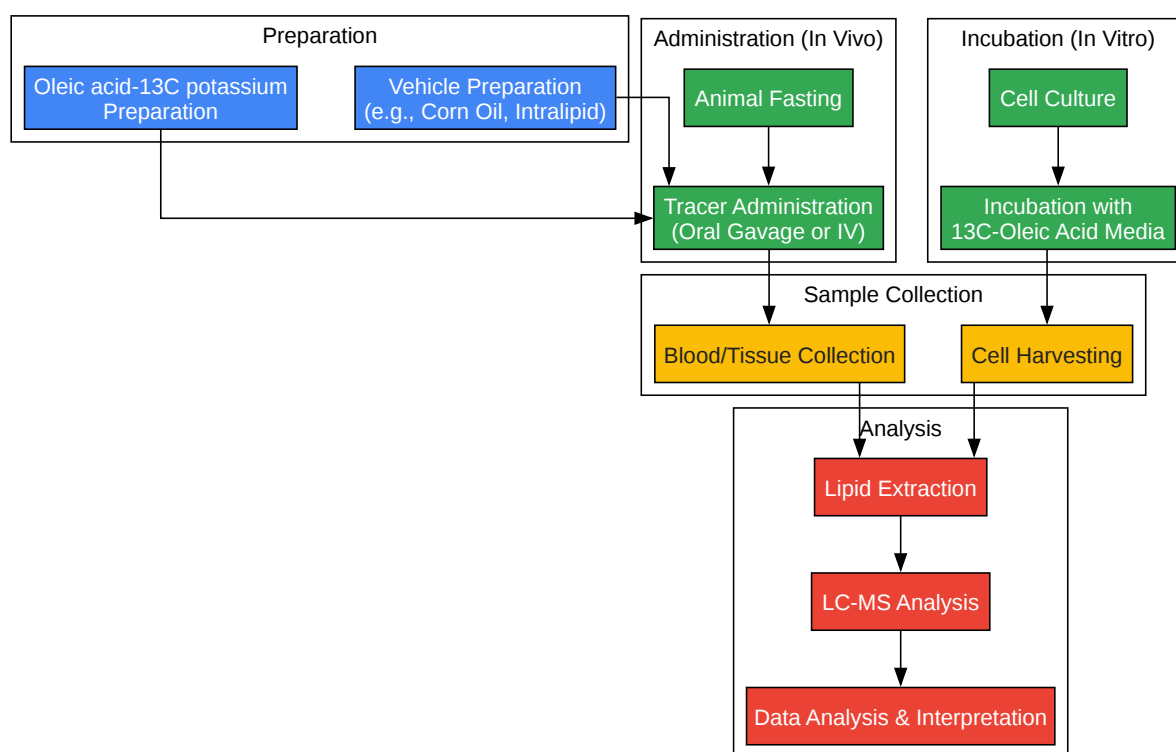 Preparation
Oleic acid-13C potassium
Preparation
Vehicle Preparation
(e.g., Corn Oil, Intralipid)
Administration (In Vivo)
Animal Fasting
Tracer Administration
(Oral Gavage or IV)
Incubation (In Vitro)
Cell Culture
Incubation with
13C-Oleic Acid Media
Sample Collection
Blood/Tissue Collection
Cell Harvesting
Analysis
Lipid Extraction
LC-MS Analysis
Data Analysis & Interpretation